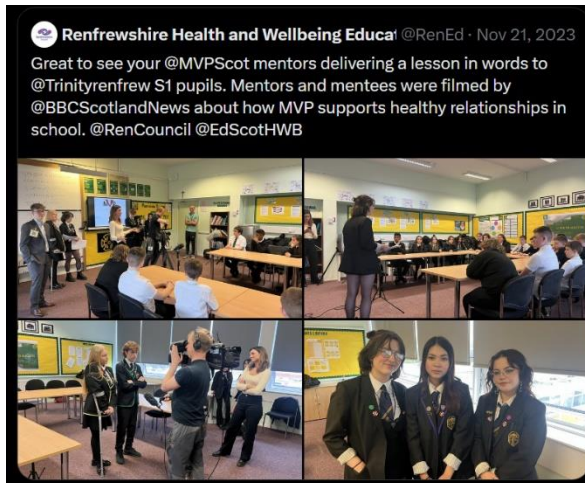 Renfrewshire Health and Wellbeing Educat @RenEd · Nov 21, 2023
Great to see your @MVPScot mentors delivering a lesson in words to
@Trinityrenfrew S1 pupils. Mentors and mentees were filmed by
@BBCScotlandNews about how MVP supports healthy relationships in
school. @RenCouncil @EdScotHWB